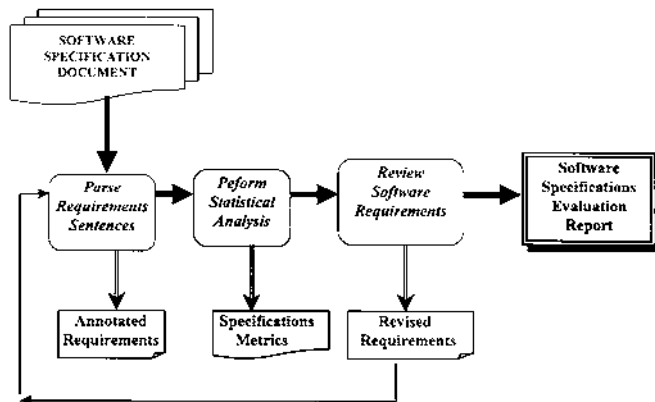 SOFTWARE
SPECIFICATION
DOCUMENT
Parse
Requirements
Sentences
Peform
Statistical
Analysis
Review
Software
Requirements
Software
Specifications
Evaluation
Report
Annotated
Requirements
Specifications
Metrics
Revised
Requirements